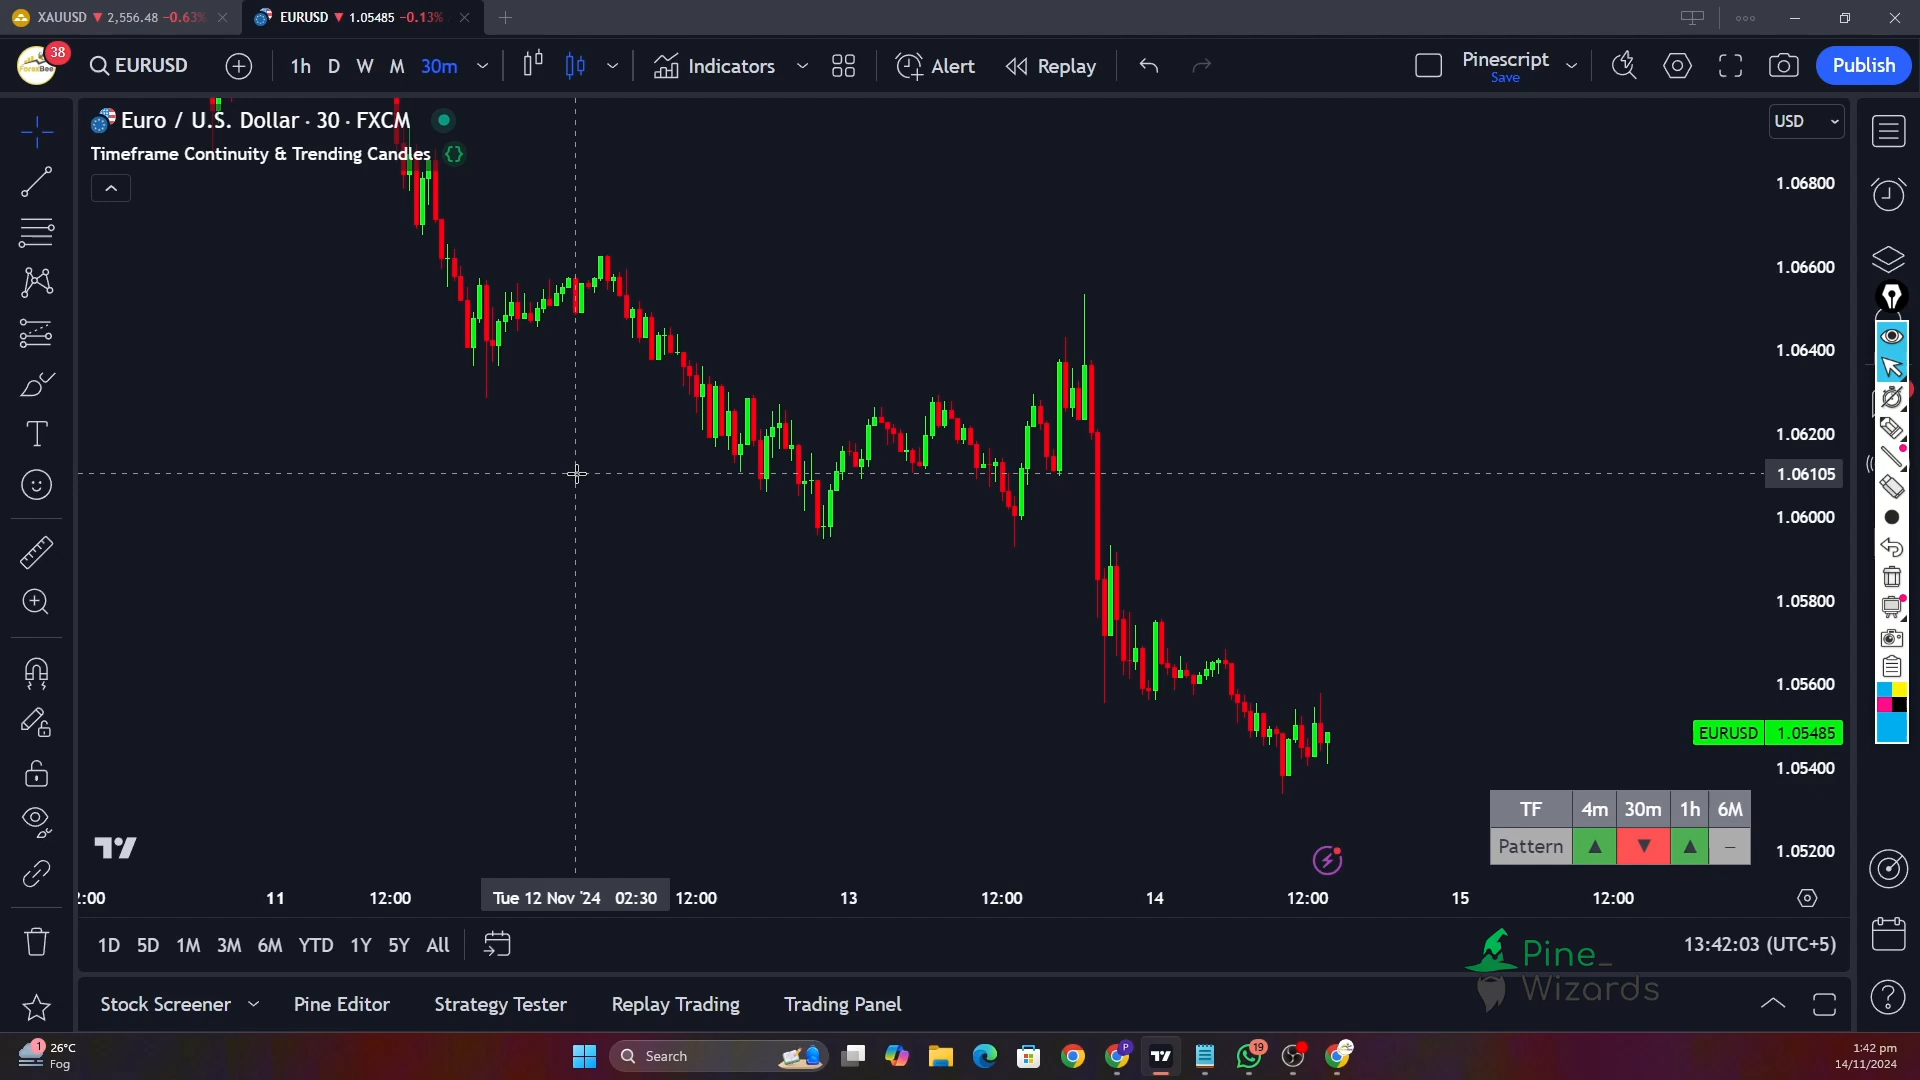 XAUUSD ▼ 2,556.48 −0.63%
EURUSD ▼ 1.05485 −0.13%
38
ForexBee
EURUSD
1h D W M 30m
Indicators
Alert
Replay
Pinescript
Save
Publish
Euro / U.S. Dollar · 30 · FXCM
Timeframe Continuity & Trending Candles
USD
1.06800
1.06600
1.06400
1.06200
1.06105
1.06000
1.05800
1.05600
EURUSD 1.05485
1.05400
1.05200
TF 4m 30m 1h 6M
Pattern ▲ ▼ ▲ –
:00 11 12:00 Tue 12 Nov '24 02:30 12:00 13 12:00 14 12:00 15 12:00
1D 5D 1M 3M 6M YTD 1Y 5Y All
13:42:03 (UTC+5)
Pine_
Wizards
Stock Screener Pine Editor Strategy Tester Replay Trading Trading Panel
1
26°C
Fog
Search
P
19
1:42 pm
14/11/2024